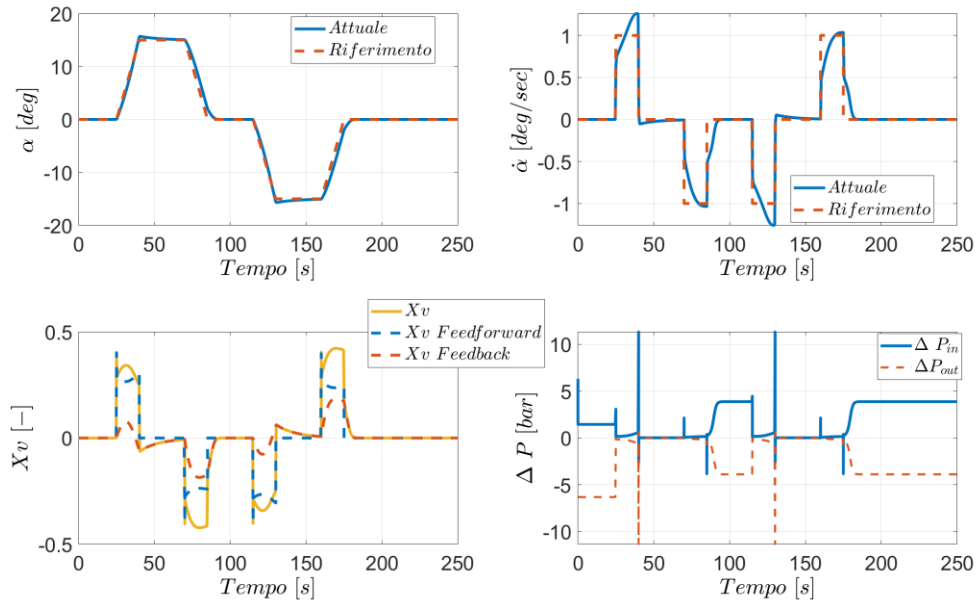 20
10
0
-10
-20
α [deg]
0 50 100 150 200 250
Tempo [s]
Attuale
Riferimento
1
0.5
0
-0.5
-1
α̇ [deg/sec]
0 50 100 150 200 250
Tempo [s]
Attuale
Riferimento
0.5
0
-0.5
Xv [−]
0 50 100 150 200 250
Tempo [s]
Xv
Xv Feedforward
Xv Feedback
10
5
0
-5
-10
Δ P [bar]
0 50 100 150 200 250
Tempo [s]
Δ Pin
ΔPout